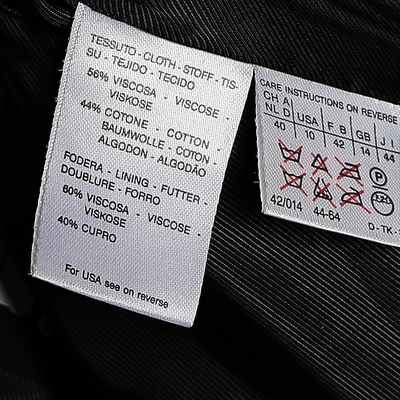 TESSUTO - CLOTH - STOFF - TIS-
SU - TEJIDO - TECIDO
56% VISCOSA - VISCOSE -
VISKOSE
44% COTONE - COTTON -
BAUMWOLLE - COTON -
ALGODON - ALGODÃO
FODERA - LINING - FUTTER -
DOUBLURE - FORRO
60% VISCOSA - VISCOSE -
VISKOSE
40% CUPRO
For USA see on reverse
CARE INSTRUCTIONS ON REVERSE
CH A
NL D USA F B GB J I
40 10 42 14 44
P
42/014 44-64
D-TK-